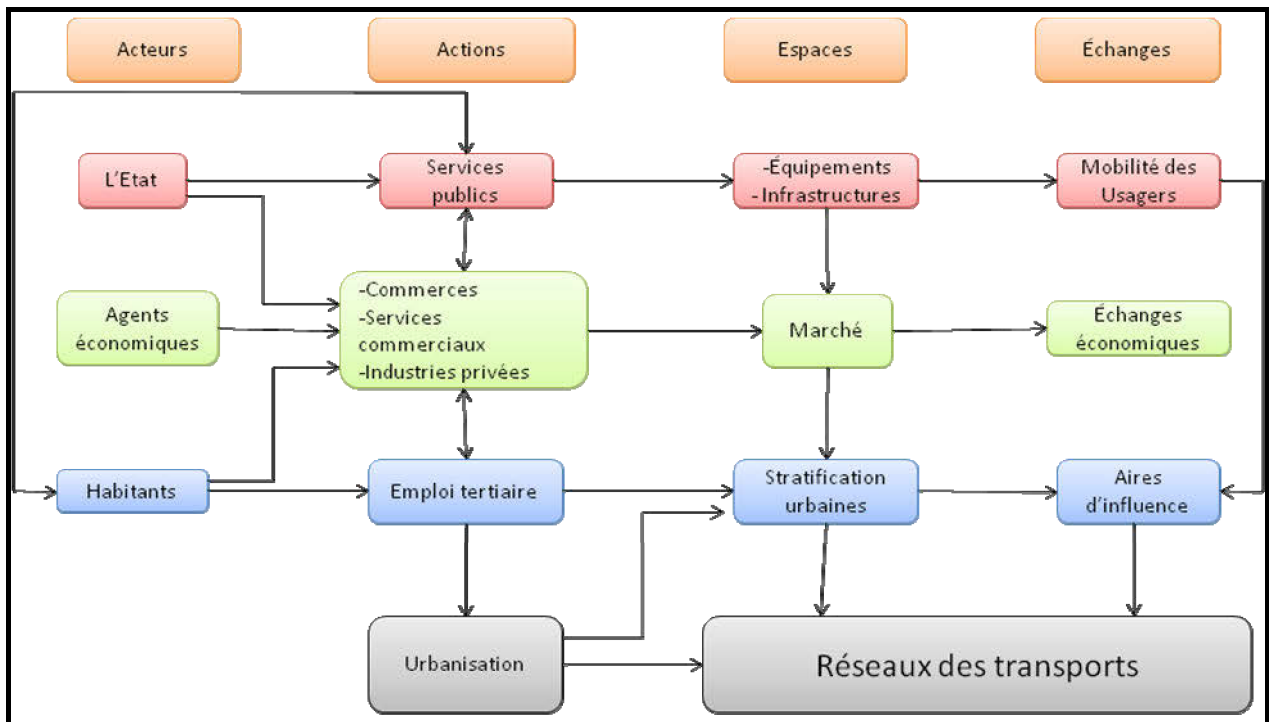 Acteurs
Actions
Espaces
Échanges
L'Etat
Services
publics
-Équipements
- Infrastructures
Mobilité des
Usagers
Agents
économiques
-Commerces
-Services
commerciaux
-Industries privées
Marché
Échanges
économiques
Habitants
Emploi tertiaire
Stratification
urbaines
Aires
d'influence
Urbanisation
Réseaux des transports